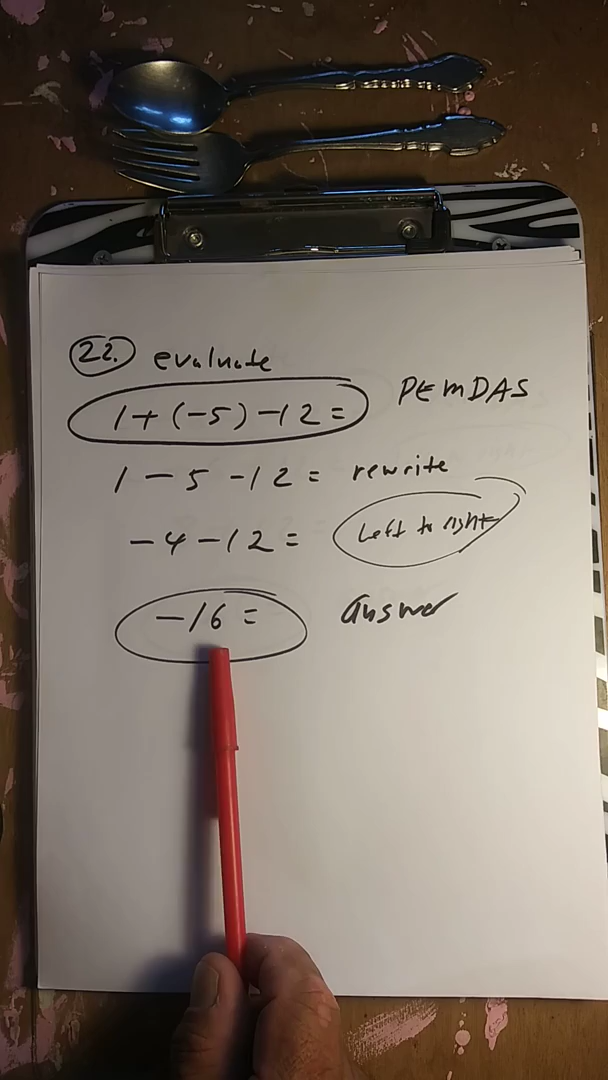 22. evaluate
1 + (-5) - 12 = PEMDAS
1 - 5 - 12 = rewrite
- 4 - 12 = Left to right
- 16 = answer